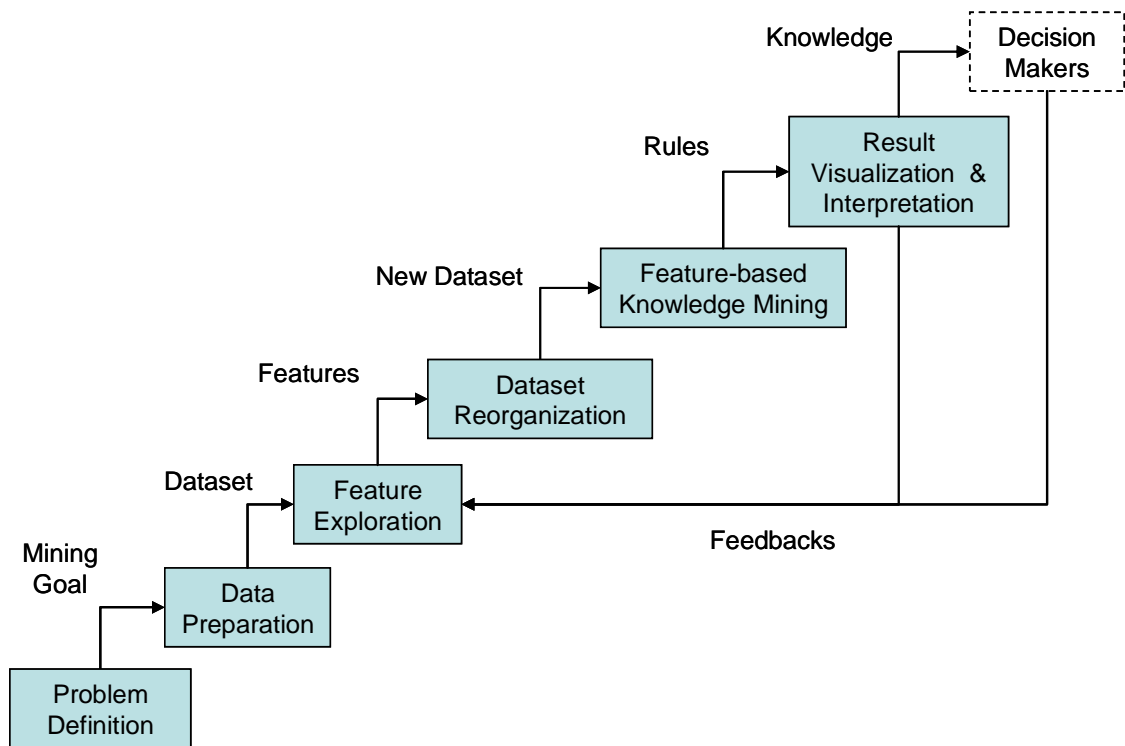 Knowledge
Decision
Makers
Rules
Result
Visualization &
Interpretation
New Dataset
Feature-based
Knowledge Mining
Features
Dataset
Reorganization
Dataset
Feature
Exploration
Feedbacks
Mining
Goal
Data
Preparation
Problem
Definition